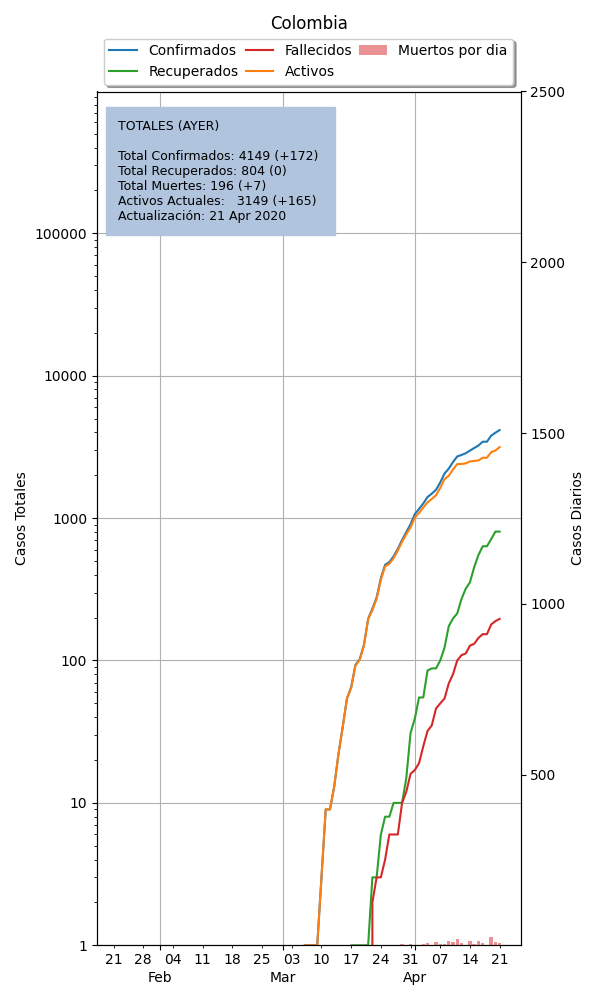 Colombia
Confirmados
Fallecidos
Muertos por dia
Recuperados
Activos
TOTALES (AYER)
Total Confirmados: 4149 (+172)
Total Recuperados: 804 (0)
Total Muertes: 196 (+7)
Activos Actuales: 3149 (+165)
Actualización: 21 Apr 2020
100000
10000
1000
100
10
1
Casos Totales
2500
2000
1500
1000
500
Casos Diarios
21 28 04 11 18 25 03 10 17 24 31 07 14 21
Feb Mar Apr